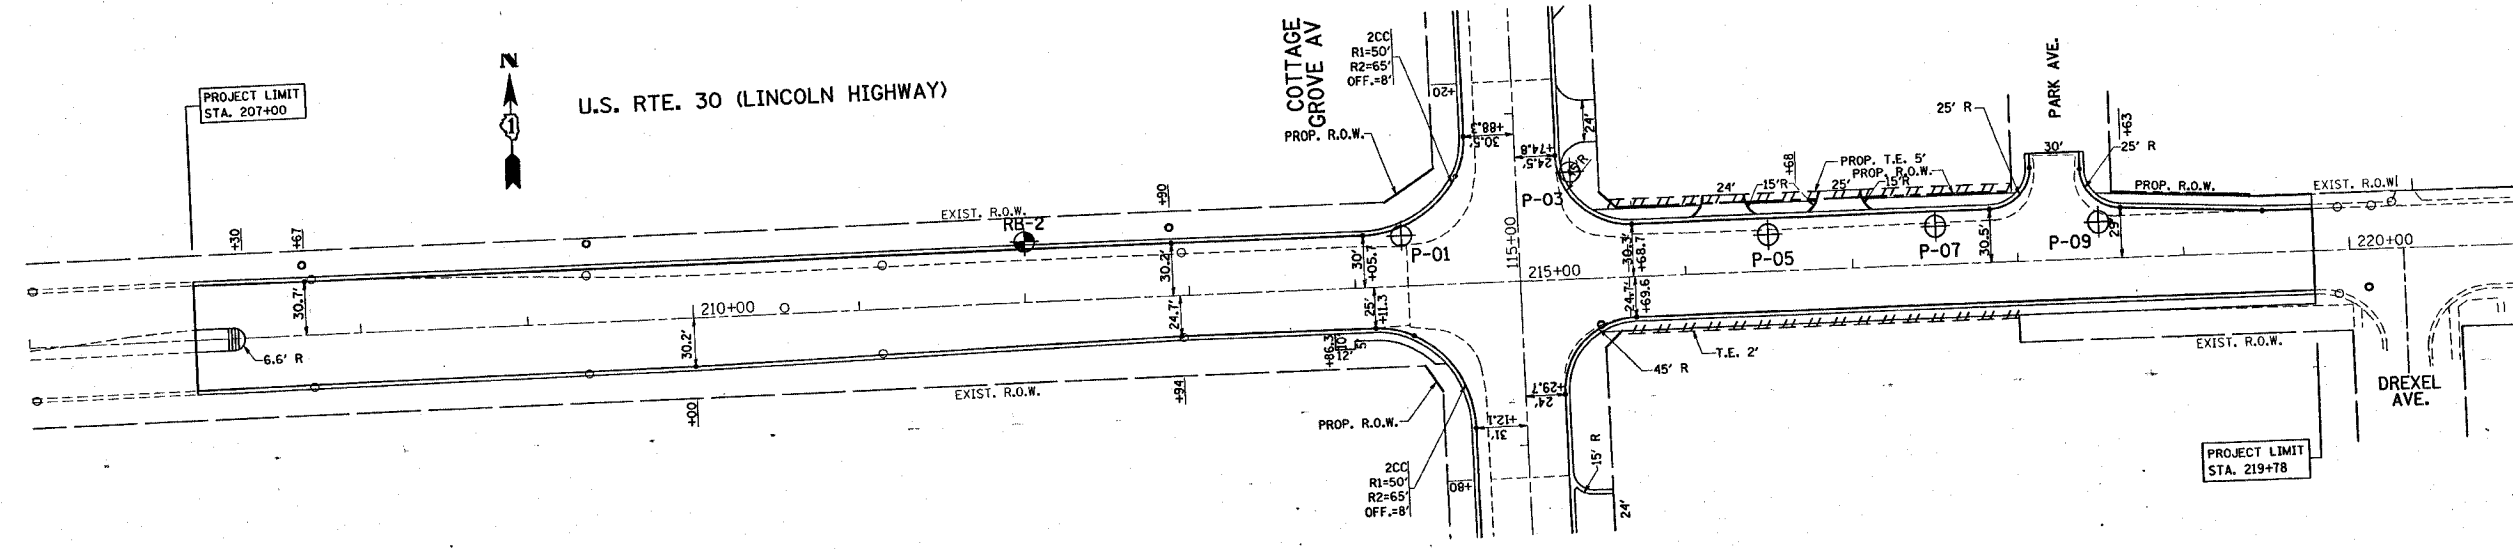 PROJECT LIMIT
STA. 207+00
N
1
U.S. RTE. 30 (LINCOLN HIGHWAY)
COTTAGE
GROVE AV
2CC
R1=50'
R2=65'
OFF.=8'
+20
PROP. R.O.W.
+88.3
30.5'
+74.8
24.5'
24'
PARK AVE.
25' R
+63
30'
25' R
+68
PROP. T.E. 5'
PROP. R.O.W.
24'
15'R
25'
15'R
PROP. R.O.W.
EXIST. R.O.W.
+30
+67
+90
EXIST. R.O.W.
RB-2
P-01
P-03
P-05
P-07
P-09
30.7'
210+00
30.2'
30.2'
24.7'
30'
+05.7
25'
+11.3
115+00
215+00
30.3'
+68.7
24.7'
+69.6
30.5'
29'
220+00
6.6' R
+86.3
10'
12'
5'
T.E. 2'
45' R
EXIST. R.O.W.
+00
+94
EXIST. R.O.W.
PROP. R.O.W.
+29.7
24'
+12.1
31'
DREXEL
AVE.
15' R
24'
2CC
R1=50'
R2=65'
OFF.=8'
+80
PROJECT LIMIT
STA. 219+78